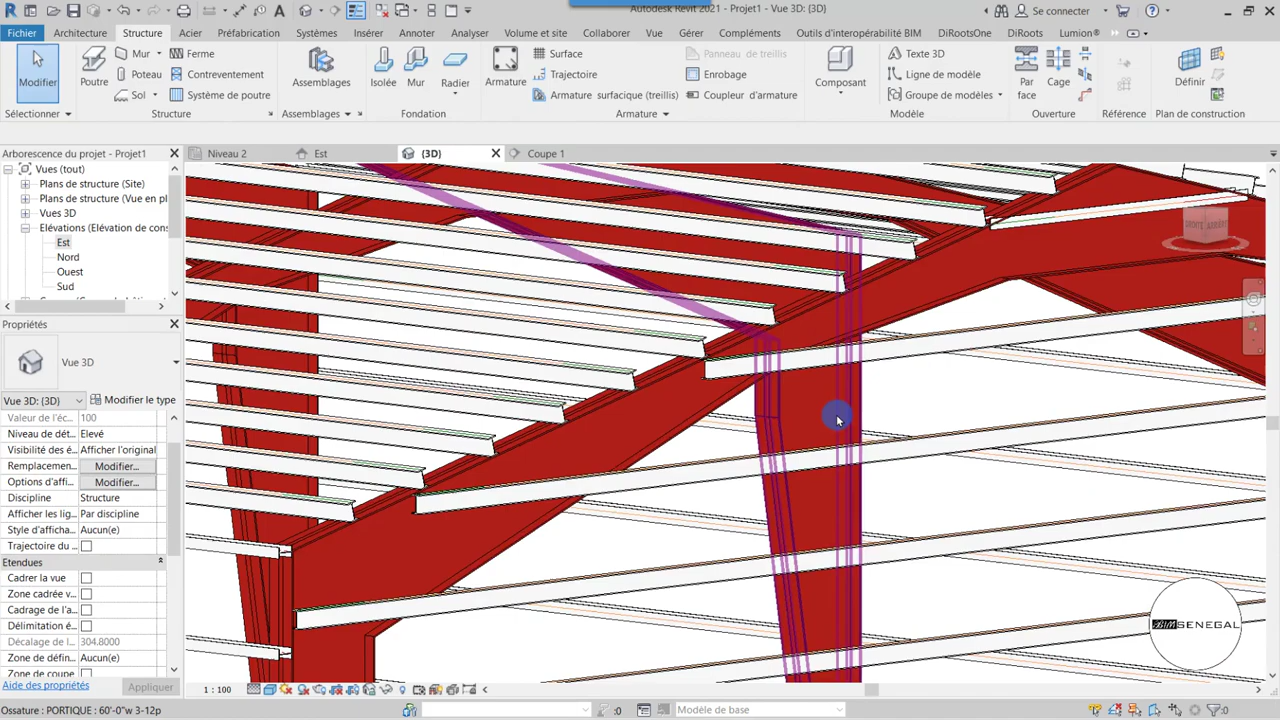 Autodesk Revit 2021 - Projet1 - Vue 3D: {3D}
Se connecter
Fichier Architecture Structure Acier Préfabrication Systèmes Insérer Annoter Analyser Volume et site Collaborer Vue Gérer Compléments Outils d'interopérabilité BIM DiRootsOne DiRoots Lumion®
Modifier
Poutre
Mur
Poteau
Sol
Ferme
Contreventement
Système de poutre
Assemblages
Isolée
Mur
Radier
Armature
Surface
Trajectoire
Armature surfacique (treillis)
Panneau de treillis
Enrobage
Coupleur d'armature
Composant
Texte 3D
Ligne de modèle
Groupe de modèles
Par face
Cage
Définir
Sélectionner Structure Assemblages Fondation Armature Modèle Ouverture Référence Plan de construction
Arborescence du projet - Projet1
Niveau 2 Est {3D} Coupe 1
Vues (tout)
Plans de structure (Site)
Plans de structure (Vue en pl
Vues 3D
Elévations (Elévation de cons
Est
Nord
Ouest
Sud
Propriétés
Vue 3D
Vue 3D: {3D} Modifier le type
Valeur de l'éc... 100
Niveau de dét... Elevé
Visibilité des é... Afficher l'original
Remplacemen... Modifier...
Options d'affi... Modifier...
Discipline Structure
Afficher les lig... Par discipline
Style d'afficha... Aucun(e)
Trajectoire du ...
Etendues
Cadrer la vue
Zone cadrée v...
Cadrage de l'a...
Délimitation é...
Décalage de l... 304.8000
Zone de défin... Aucun(e)
Zone de coupe
Aide des propriétés Appliquer
BIM SENEGAL
1 : 100
Ossature : PORTIQUE : 60'-0"w 3-12p
:0
Modèle de base
:0